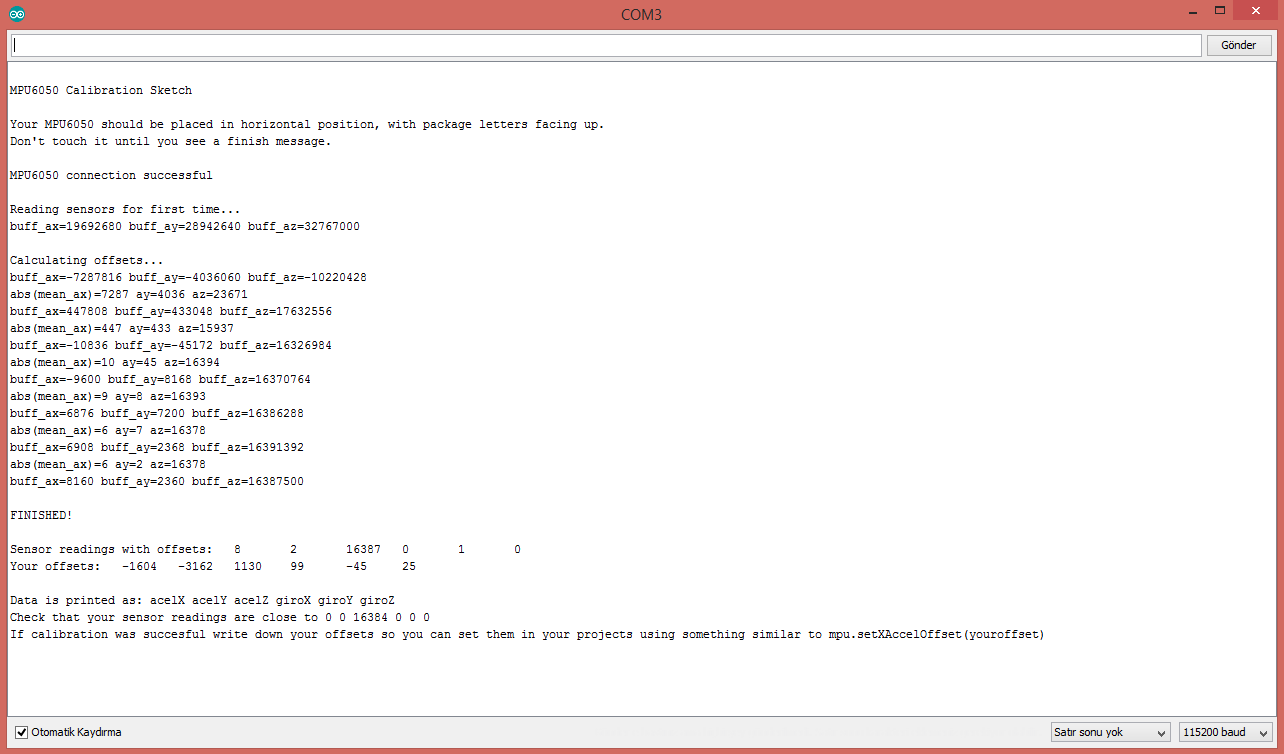 COM3
Gönder
MPU6050 Calibration Sketch
Your MPU6050 should be placed in horizontal position, with package letters facing up.
Don't touch it until you see a finish message.
MPU6050 connection successful
Reading sensors for first time...
buff_ax=19692680 buff_ay=28942640 buff_az=32767000
Calculating offsets...
buff_ax=-7287816 buff_ay=-4036060 buff_az=-10220428
abs(mean_ax)=7287 ay=4036 az=23671
buff_ax=447808 buff_ay=433048 buff_az=17632556
abs(mean_ax)=447 ay=433 az=15937
buff_ax=-10836 buff_ay=-45172 buff_az=16326984
abs(mean_ax)=10 ay=45 az=16394
buff_ax=-9600 buff_ay=8168 buff_az=16370764
abs(mean_ax)=9 ay=8 az=16393
buff_ax=6876 buff_ay=7200 buff_az=16386288
abs(mean_ax)=6 ay=7 az=16378
buff_ax=6908 buff_ay=2368 buff_az=16391392
abs(mean_ax)=6 ay=2 az=16378
buff_ax=8160 buff_ay=2360 buff_az=16387500
FINISHED!
Sensor readings with offsets: 8 2 16387 0 1 0
Your offsets: -1604 -3162 1130 99 -45 25
Data is printed as: acelX acelY acelZ giroX giroY giroZ
Check that your sensor readings are close to 0 0 16384 0 0 0
If calibration was succesful write down your offsets so you can set them in your projects using something similar to mpu.setXAccelOffset(youroffset)
Otomatik Kaydırma
Satır sonu yok
115200 baud